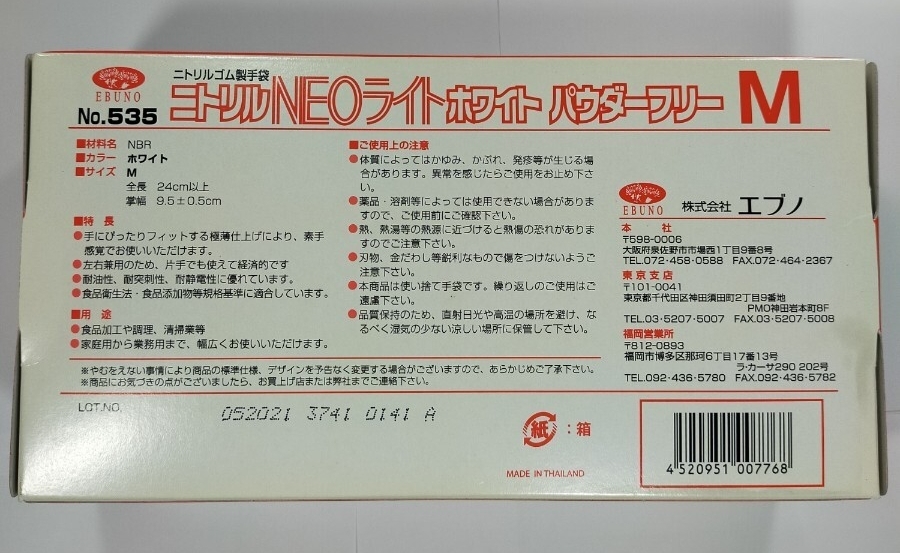 EBUNO
No.535
ニトリルゴム製手袋
ニトリルNEOライト ホワイト パウダーフリー M
■材料名 NBR
■カラー ホワイト
■サイズ M
全長 24cm以上
掌幅 9.5±0.5cm
■特 長
●手にぴったりフィットする極薄仕上げにより、素手
感覚でお使いいただけます。
●左右兼用のため、片手でも使えて経済的です
●耐油性、耐突刺性、耐静電性に優れています。
●食品衛生法・食品添加物等規格基準に適合しています。
■用 途
●食品加工や調理、清掃業等
●家庭用から業務用まで、幅広くお使いいただけます。
■ご使用上の注意
●体質によってはかゆみ、かぶれ、発疹等が生じる場
合があります。異常を感じたらご使用をお止め下さ
い。
●薬品・溶剤等によっては使用できない場合がありま
すので、ご使用前にご確認下さい。
●熱、熱湯等の熱源に近づけると熱傷の恐れがありま
すのでご注意下さい。
●刃物、金だわし等鋭利なもので傷をつけないようご
注意下さい。
●本商品は使い捨て手袋です。繰り返しのご使用はご
遠慮下さい。
●品質保持のため、直射日光や高温の場所を避け、な
るべく湿気の少ない涼しい場所に保管して下さい。
EBUNO
株式会社 エブノ
本 社
〒598-0006
大阪府泉佐野市市場西1丁目9番8号
TEL.072-458-0588 FAX.072-464-2367
東京支店
〒101-0041
東京都千代田区神田須田町2丁目9番地
PMO神田岩本町8F
TEL.03-5207-5007 FAX.03-5207-5008
福岡営業所
〒812-0893
福岡市博多区那珂6丁目17番13号
ラ・カーサ290 202号
TEL.092-436-5780 FAX.092-436-5782
※やむをえない事情により商品の標準仕様、デザインを予告なく変更する場合がございますので、あらかじめご了承下さい。
※商品にお気づきの点がございましたら、お買上げ店または弊社までご連絡下さい。
LOT.NO.
052021 3741 0141 A
紙 :箱
MADE IN THAILAND
4 520951 007768